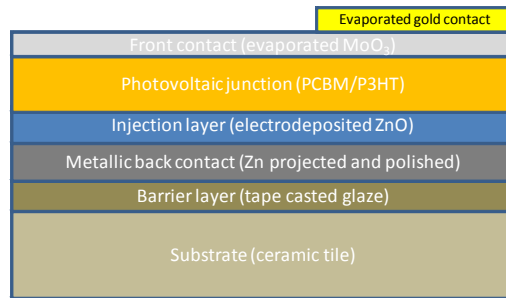 Evaporated gold contact
Front contact (evaporated MoO₃)
Photovoltaic junction (PCBM/P3HT)
Injection layer (electrodeposited ZnO)
Metallic back contact (Zn projected and polished)
Barrier layer (tape casted glaze)
Substrate (ceramic tile)